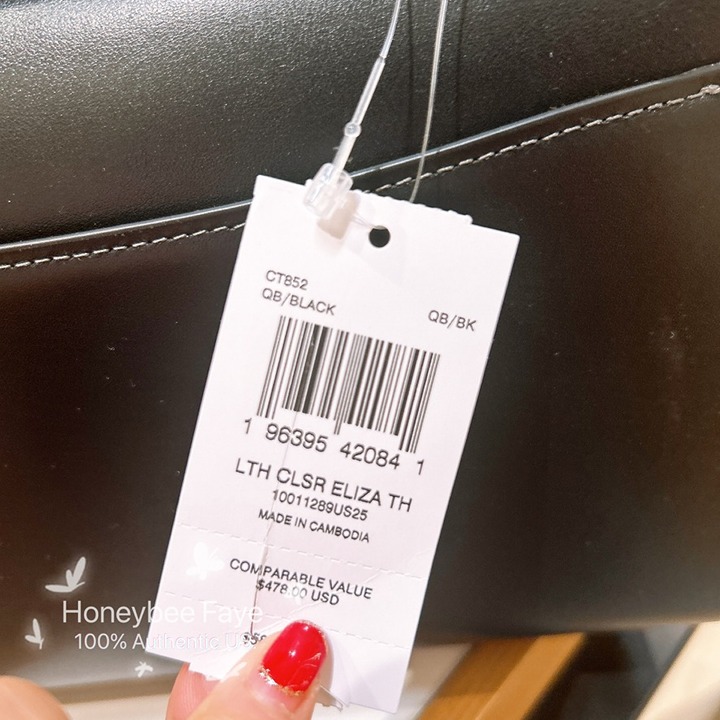 CT852
QB/BLACK QB/BK
1 96395 42084 1
LTH CLSR ELIZA TH
10011289US25
MADE IN CAMBODIA
COMPARABLE VALUE
$478.00 USD
Honeybee Faye
100% Authentic